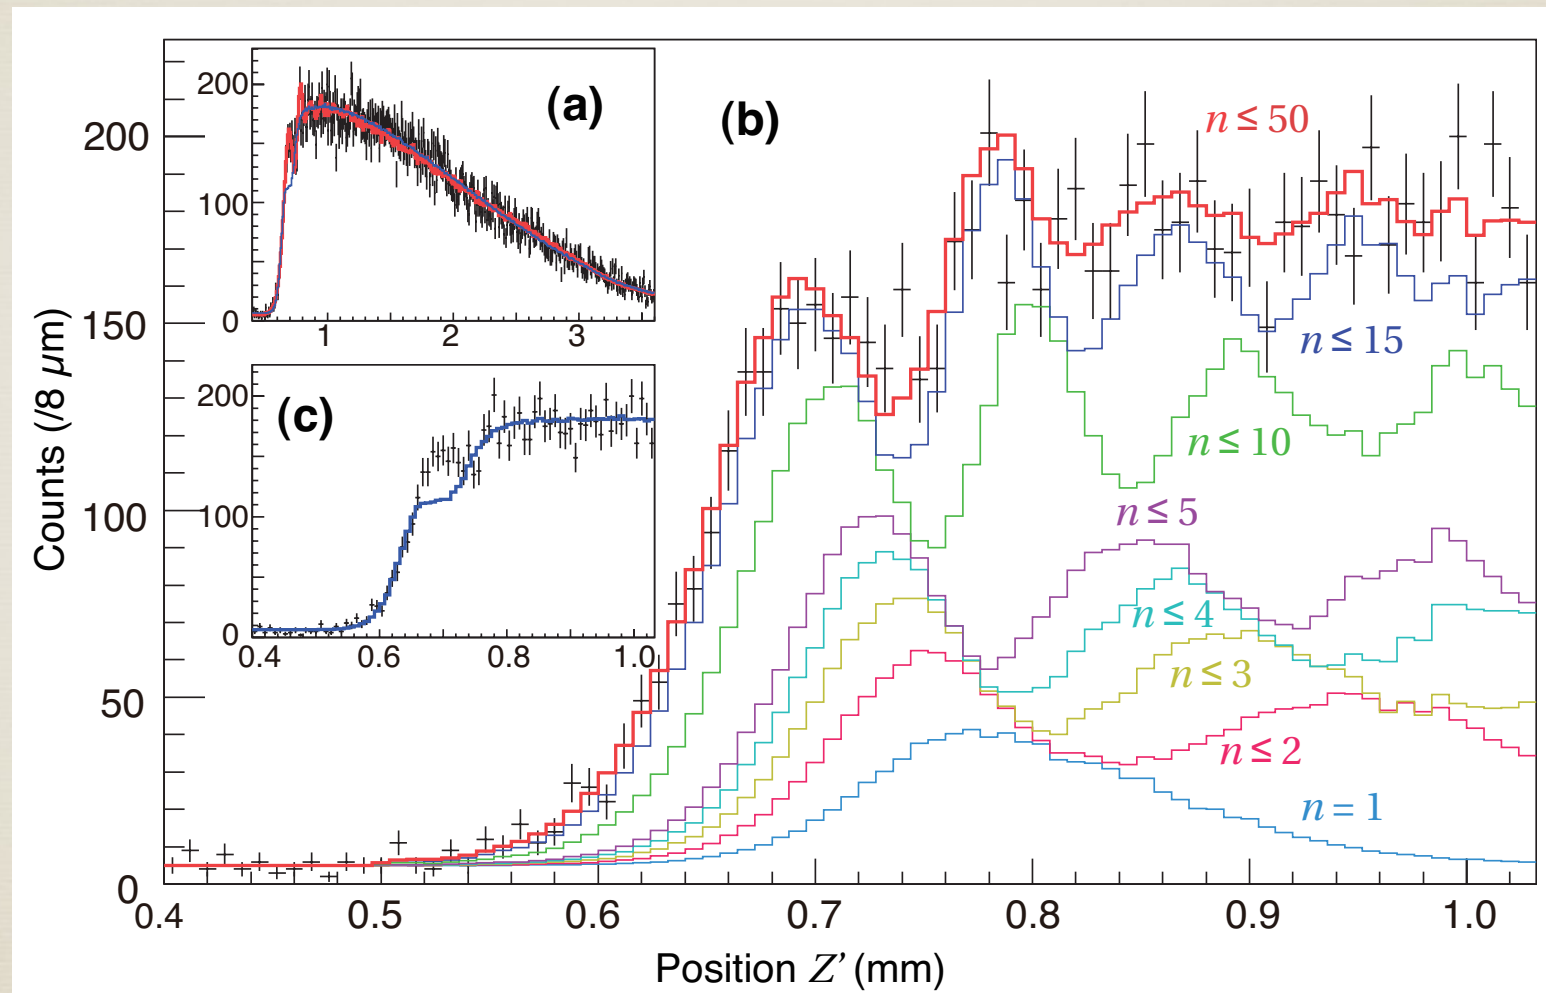 Counts (/8 μm)
200
150
100
50
0
0.4
0.5
0.6
0.7
0.8
0.9
1.0
Position Z’ (mm)
(a)
200
100
0
1
2
3
(b)
n ≤ 50
n ≤ 15
n ≤ 10
n ≤ 5
n ≤ 4
n ≤ 3
n ≤ 2
n = 1
(c)
200
100
0
0.4
0.6
0.8
1.0